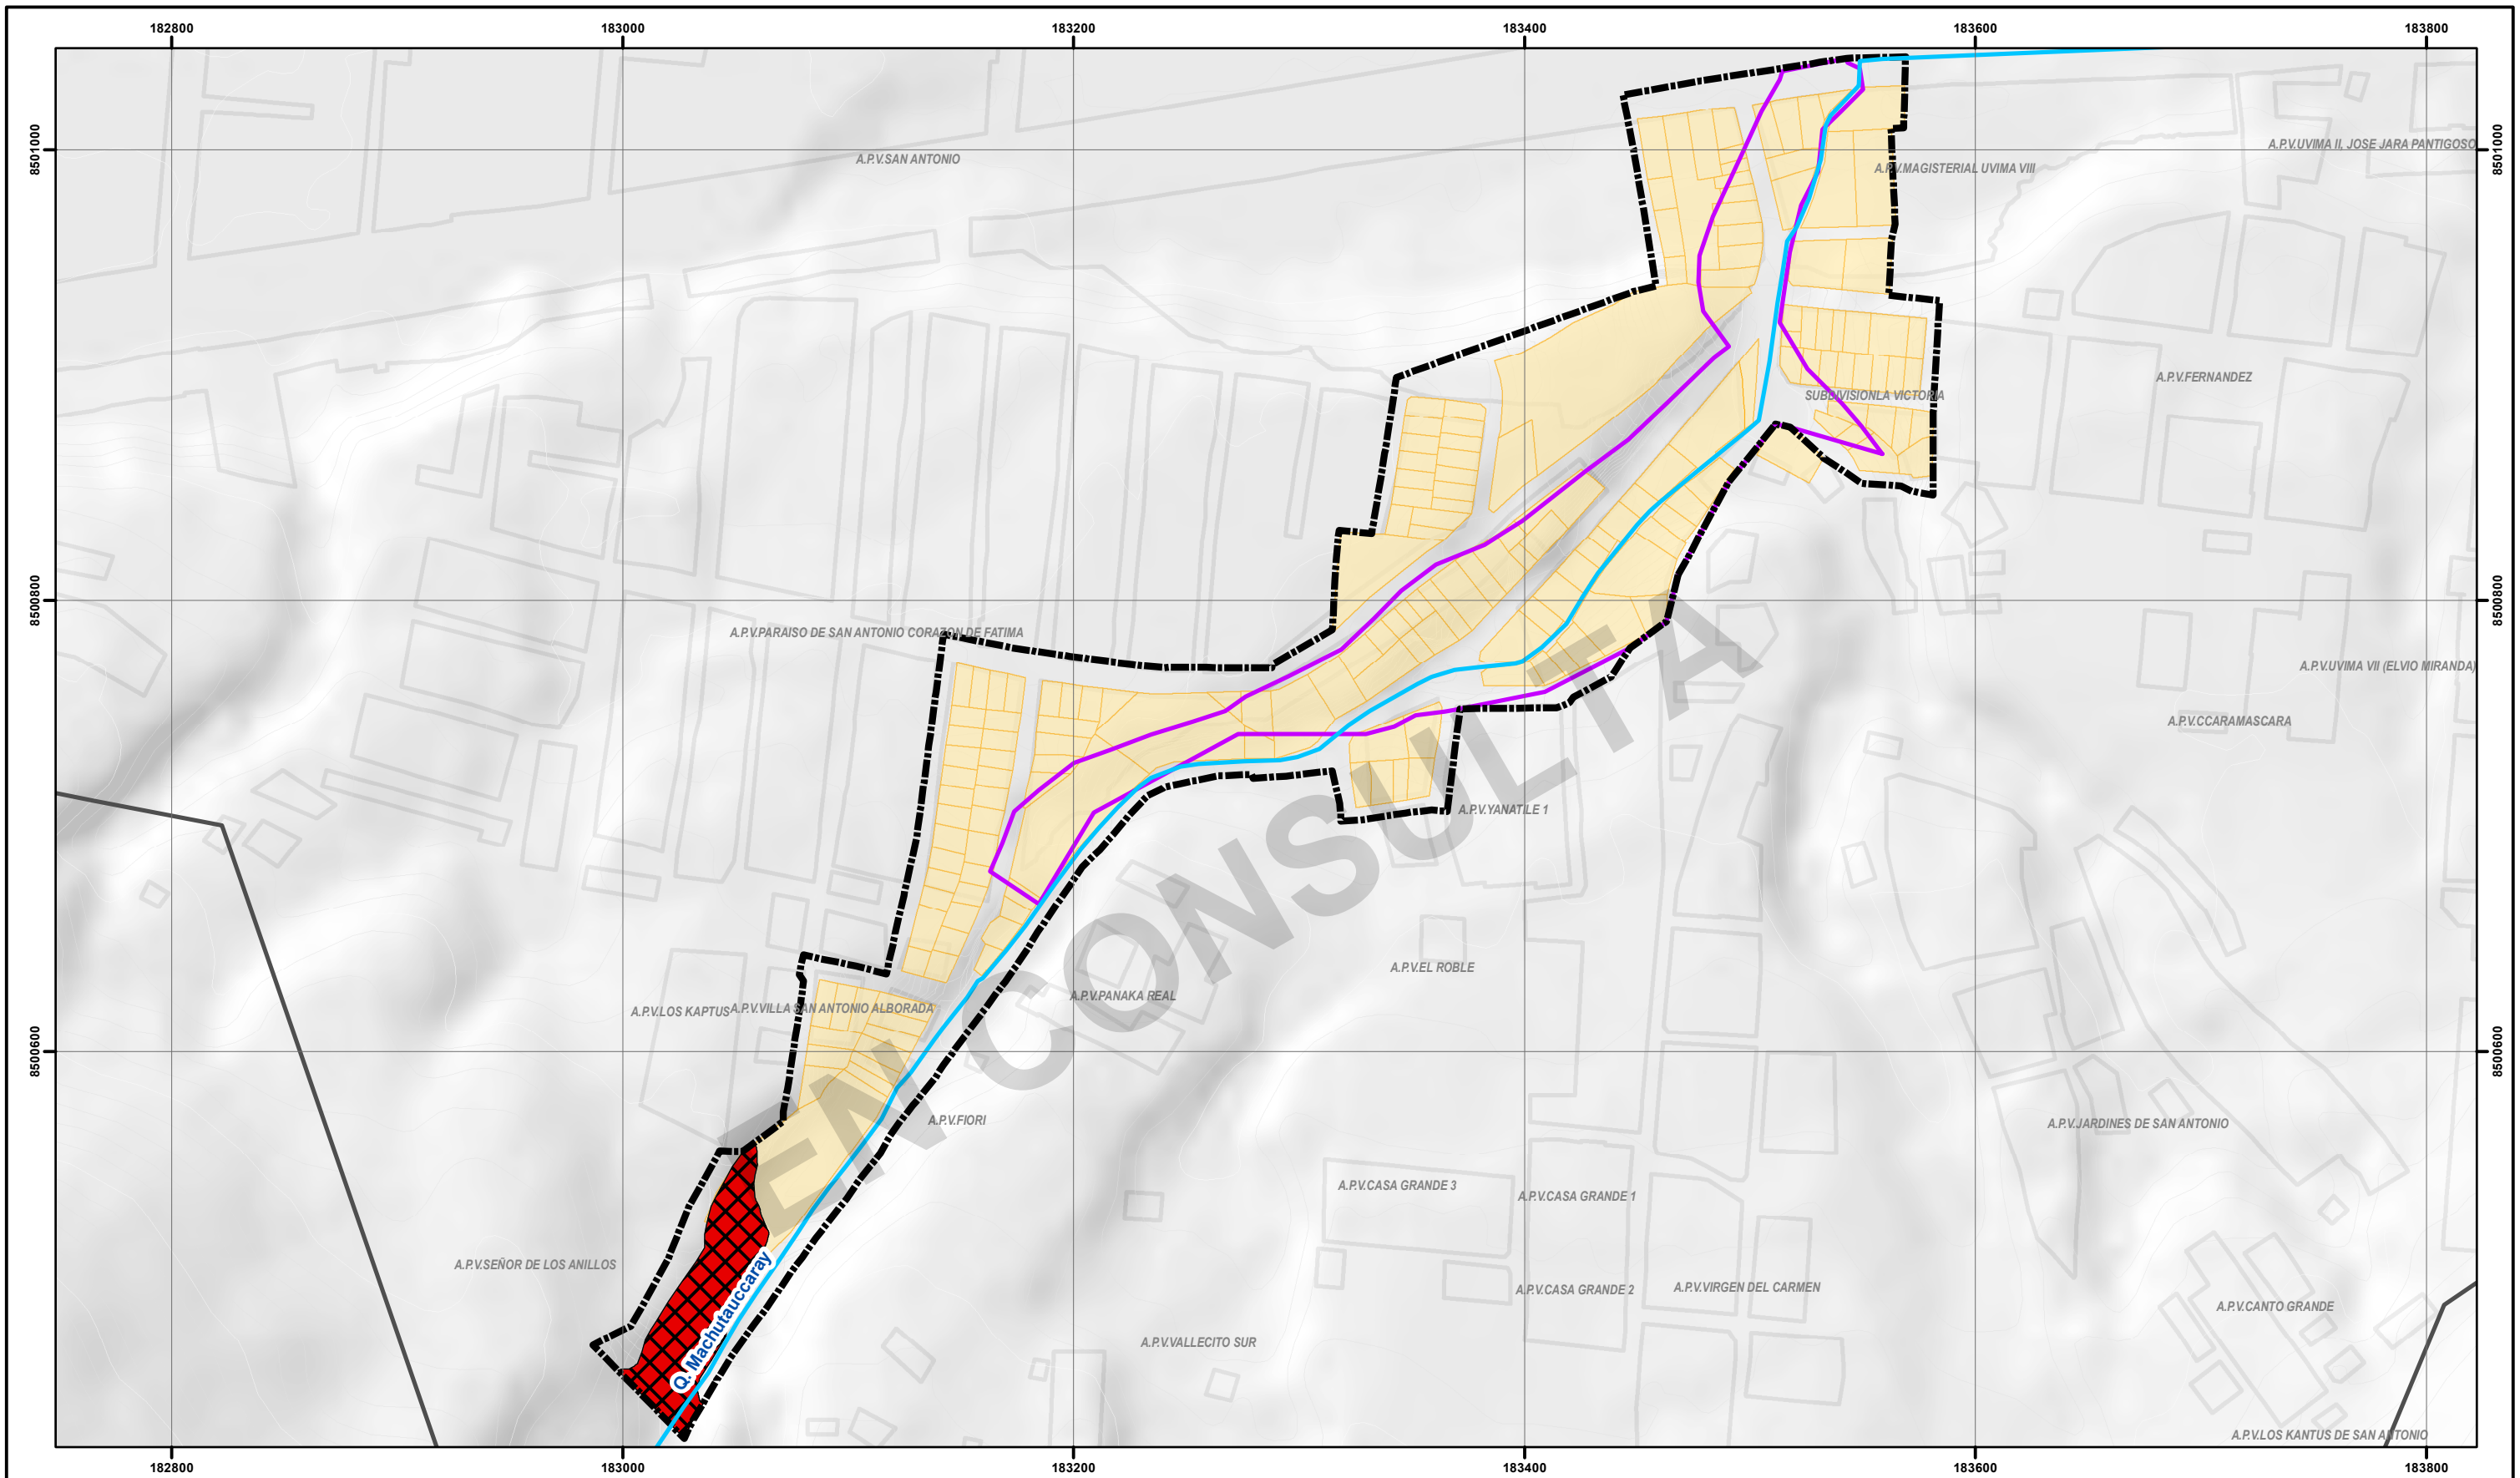 182800
183000
183200
183400
183600
183800
8501000
8501000
A.P.V.UVIMA II, JOSE JARA PANTIGOSO
A.P.V.SAN ANTONIO
A.P.V.MAGISTERIAL UVIMA VIII
A.P.V.FERNANDEZ
SUBDIVISIONLA VICTORIA
8500800
8500800
A.P.V.PARAISO DE SAN ANTONIO CORAZON DE FATIMA
A.P.V.UVIMA VII (ELVIO MIRANDA)
A.P.V.CCARAMASCARA
A.P.V.YANATILE 1
EN CONSULTA
A.P.V.EL ROBLE
A.P.V.PANAKA REAL
A.P.V.LOS KAPTUS
A.P.V.VILLA SAN ANTONIO ALBORADA
8500600
8500600
A.P.V.FIORI
A.P.V.JARDINES DE SAN ANTONIO
A.P.V.CASA GRANDE 3
A.P.V.CASA GRANDE 1
A.P.V.SEÑOR DE LOS ANILLOS
A.P.V.CASA GRANDE 2
A.P.V.VIRGEN DEL CARMEN
A.P.V.CANTO GRANDE
Q. Machutauccaray
A.P.V.VALLECITO SUR
A.P.V.LOS KANTUS DE SAN ANTONIO
182800
183000
183200
183400
183600
183800